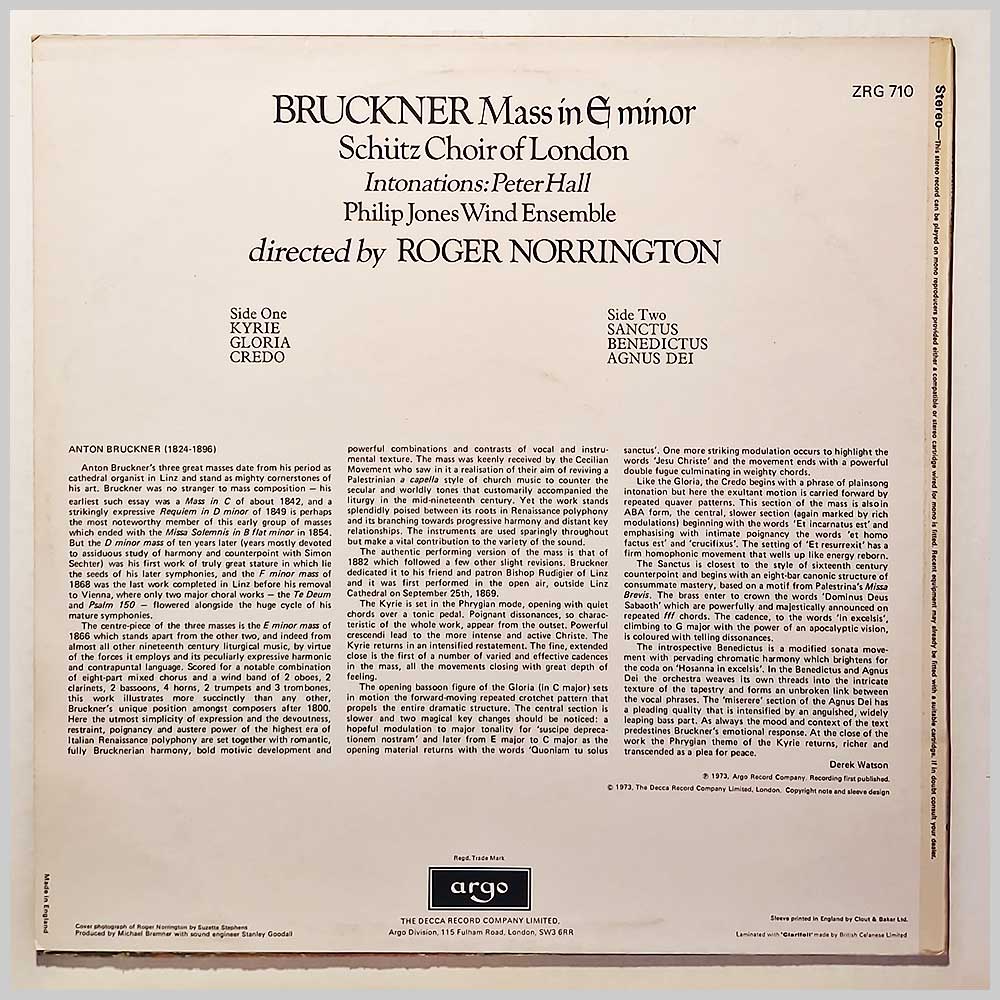 ZRG 710
BRUCKNER Mass in E minor
Schütz Choir of London
Intonations: Peter Hall
Philip Jones Wind Ensemble
directed by ROGER NORRINGTON
Side One
KYRIE
GLORIA
CREDO
Side Two
SANCTUS
BENEDICTUS
AGNUS DEI
ANTON BRUCKNER (1824-1896)
Anton Bruckner's three great masses date from his period as
cathedral organist in Linz and stand as mighty cornerstones of
his art. Bruckner was no stranger to mass composition – his
earliest such essay was a Mass in C of about 1842, and a
strikingly expressive Requiem in D minor of 1849 is perhaps
the most noteworthy member of this early group of masses
which ended with the Missa Solemnis in B flat minor in 1854.
But the D minor mass of ten years later (years mostly devoted
to assiduous study of harmony and counterpoint with Simon
Sechter) was his first work of truly great stature in which lie
the seeds of his later symphonies, and the F minor mass of
1868 was the last work completed in Linz before his removal
to Vienna, where only two major choral works – the Te Deum
and Psalm 150 – flowered alongside the huge cycle of his
mature symphonies.
The centre-piece of the three masses is the E minor mass of
1866 which stands apart from the other two, and indeed from
almost all other nineteenth century liturgical music, by virtue
of the forces it employs and its peculiarly expressive harmonic
and contrapuntal language. Scored for a notable combination
of eight-part mixed chorus and a wind band of 2 oboes, 2
clarinets, 2 bassoons, 4 horns, 2 trumpets and 3 trombones,
this work illustrates more succinctly than any other,
Bruckner's unique position amongst composers after 1800.
Here the utmost simplicity of expression and the devoutness,
restraint, poignancy and austere power of the highest era of
Italian Renaissance polyphony are set together with romantic,
fully Brucknerian harmony, bold motivic development and
powerful combinations and contrasts of vocal and instru-
mental texture. The mass was keenly received by the Cecilian
Movement who saw in it a realisation of their aim of reviving a
Palestrinian a capella style of church music to counter the
secular and worldly tones that customarily accompanied the
liturgy in the mid-nineteenth century. Yet the work stands
splendidly poised between its roots in Renaissance polyphony
and its branching towards progressive harmony and distant key
relationships. The instruments are used sparingly throughout
but make a vital contribution to the variety of the sound.
The authentic performing version of the mass is that of
1882 which followed a few other slight revisions. Bruckner
dedicated it to his friend and patron Bishop Rudigier of Linz
and it was first performed in the open air, outside Linz
Cathedral on September 25th, 1869.
The Kyrie is set in the Phrygian mode, opening with quiet
chords over a tonic pedal. Poignant dissonances, so charac-
teristic of the whole work, appear from the outset. Powerful
crescendi lead to the more intense and active Christe. The
Kyrie returns in an intensified restatement. The fine, extended
close is the first of a number of varied and effective cadences
in the mass, all the movements closing with great depth of
feeling.
The opening bassoon figure of the Gloria (in C major) sets
in motion the forward-moving repeated crotchet pattern that
propels the entire dramatic structure. The central section is
slower and two magical key changes should be noticed: a
hopeful modulation to major tonality for 'suscipe depreca-
tionem nostram' and later from E major to C major as the
opening material returns with the words 'Quoniam tu solus
sanctus'. One more striking modulation occurs to highlight the
words 'Jesu Christe' and the movement ends with a powerful
double fugue culminating in weighty chords.
Like the Gloria, the Credo begins with a phrase of plainsong
intonation but here the exultant motion is carried forward by
repeated quaver patterns. This section of the mass is also in
ABA form, the central, slower section (again marked by rich
modulations) beginning with the words 'Et incarnatus est' and
emphasising with intimate poignancy the words 'et homo
factus est' and 'crucifixus'. The setting of 'Et resurrexit' has a
firm homophonic movement that wells up like energy reborn.
The Sanctus is closest to the style of sixteenth century
counterpoint and begins with an eight-bar canonic structure of
consummate mastery, based on a motif from Palestrina's Missa
Brevis. The brass enter to crown the words 'Dominus Deus
Sabaoth' which are powerfully and majestically announced on
repeated fff chords. The cadence, to the words 'in excelsis',
climbing to G major with the power of an apocalyptic vision,
is coloured with telling dissonances.
The introspective Benedictus is a modified sonata move-
ment with pervading chromatic harmony which brightens for
the coda on 'Hosanna in excelsis'. In the Benedictus and Agnus
Dei the orchestra weaves its own threads into the intricate
texture of the tapestry and forms an unbroken link between
the vocal phrases. The 'miserere' section of the Agnus Dei has
a pleading quality that is intensified by an anguished, widely
leaping bass part. As always the mood and context of the text
predestines Bruckner's emotional response. At the close of the
work the Phrygian theme of the Kyrie returns, richer and
transcended as a plea for peace.
Derek Watson
℗ 1973, Argo Record Company. Recording first published.
© 1973, The Decca Record Company Limited, London. Copyright note and sleeve design
Stereo—This stereo record can be played on mono reproducers provided either a compatible or stereo cartridge wired for mono is fitted. Recent equipment may already be fitted with a suitable cartridge. If in doubt consult your dealer.
Made in England
Regd. Trade Mark
argo
THE DECCA RECORD COMPANY LIMITED,
Argo Division, 115 Fulham Road, London, SW3 6RR
Cover photograph of Roger Norrington by Suzette Stephens
Produced by Michael Bremner with sound engineer Stanley Goodall
Sleeve printed in England by Clout & Baker Ltd.
Laminated with "Clarifoil" made by British Celanese Limited